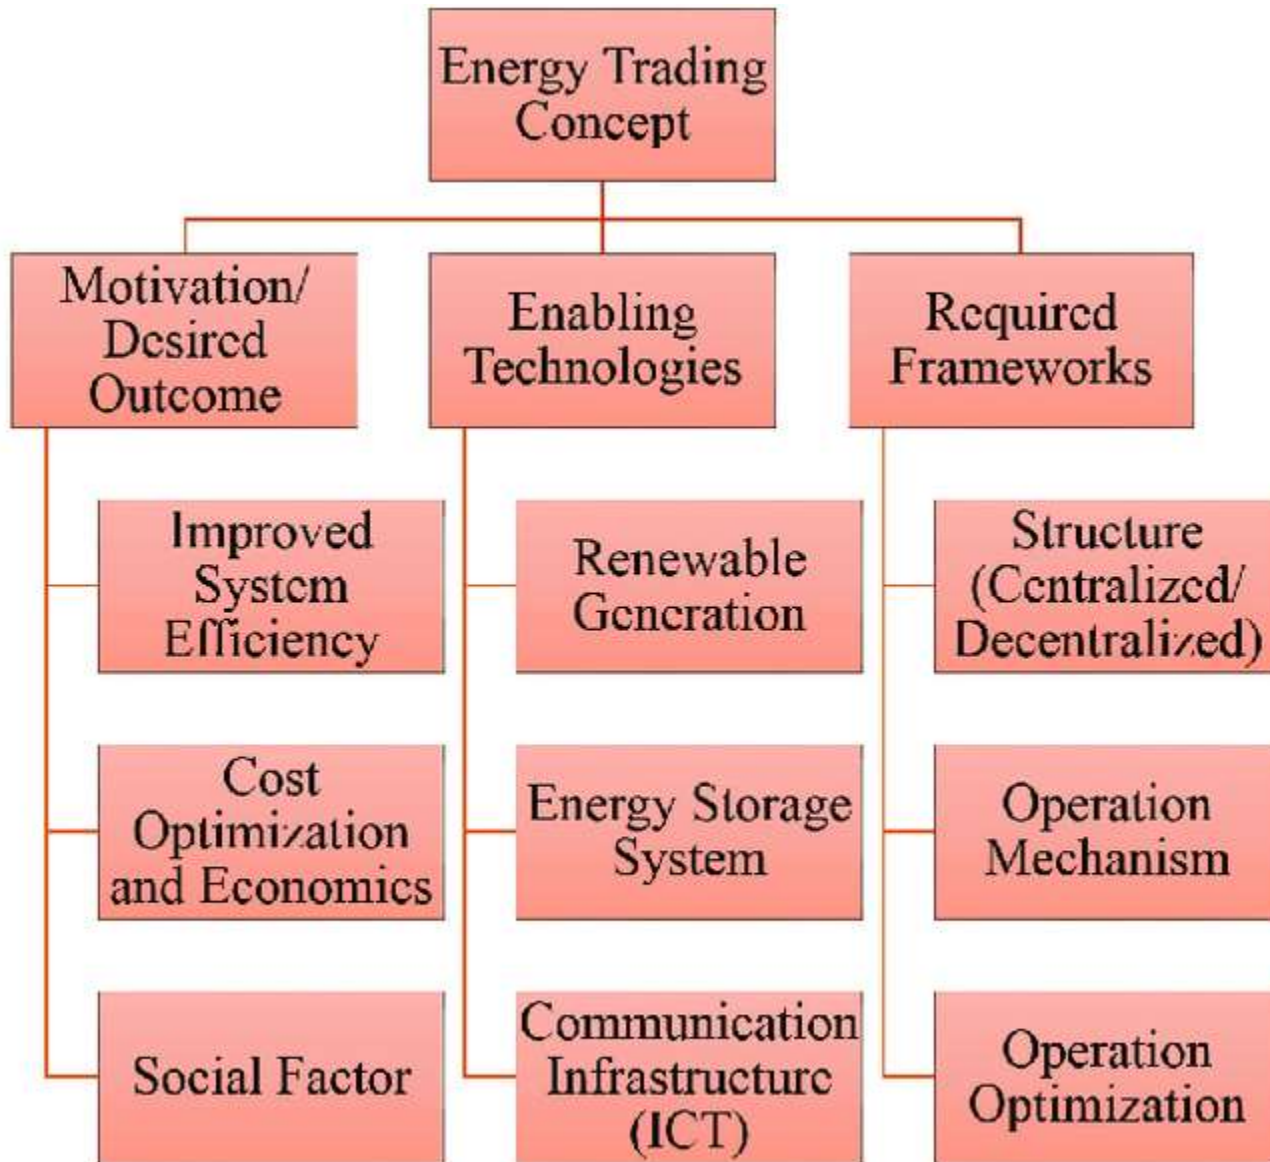 Energy Trading
Concept
Motivation/
Desired
Outcome
Enabling
Technologies
Required
Frameworks
Improved
System
Efficiency
Renewable
Generation
Structure
(Centralized/
Decentralized)
Cost
Optimization
and Economics
Energy Storage
System
Operation
Mechanism
Social Factor
Communication
Infrastructure
(ICT)
Operation
Optimization